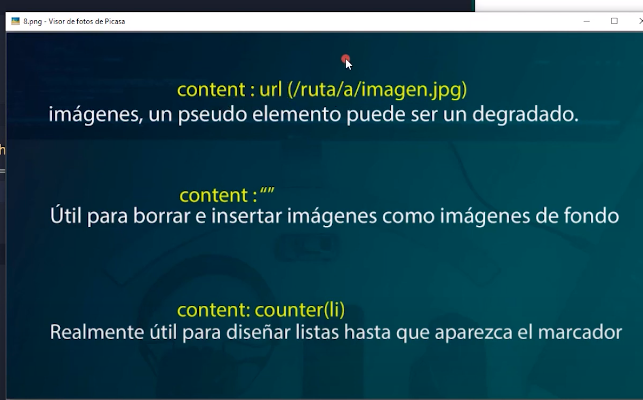 8.png - Visor de fotos de Picasa
content : url (/ruta/a/imagen.jpg)
imágenes, un pseudo elemento puede ser un degradado.
content : “”
Útil para borrar e insertar imágenes como imágenes de fondo
content: counter(li)
Realmente útil para diseñar listas hasta que aparezca el marcador